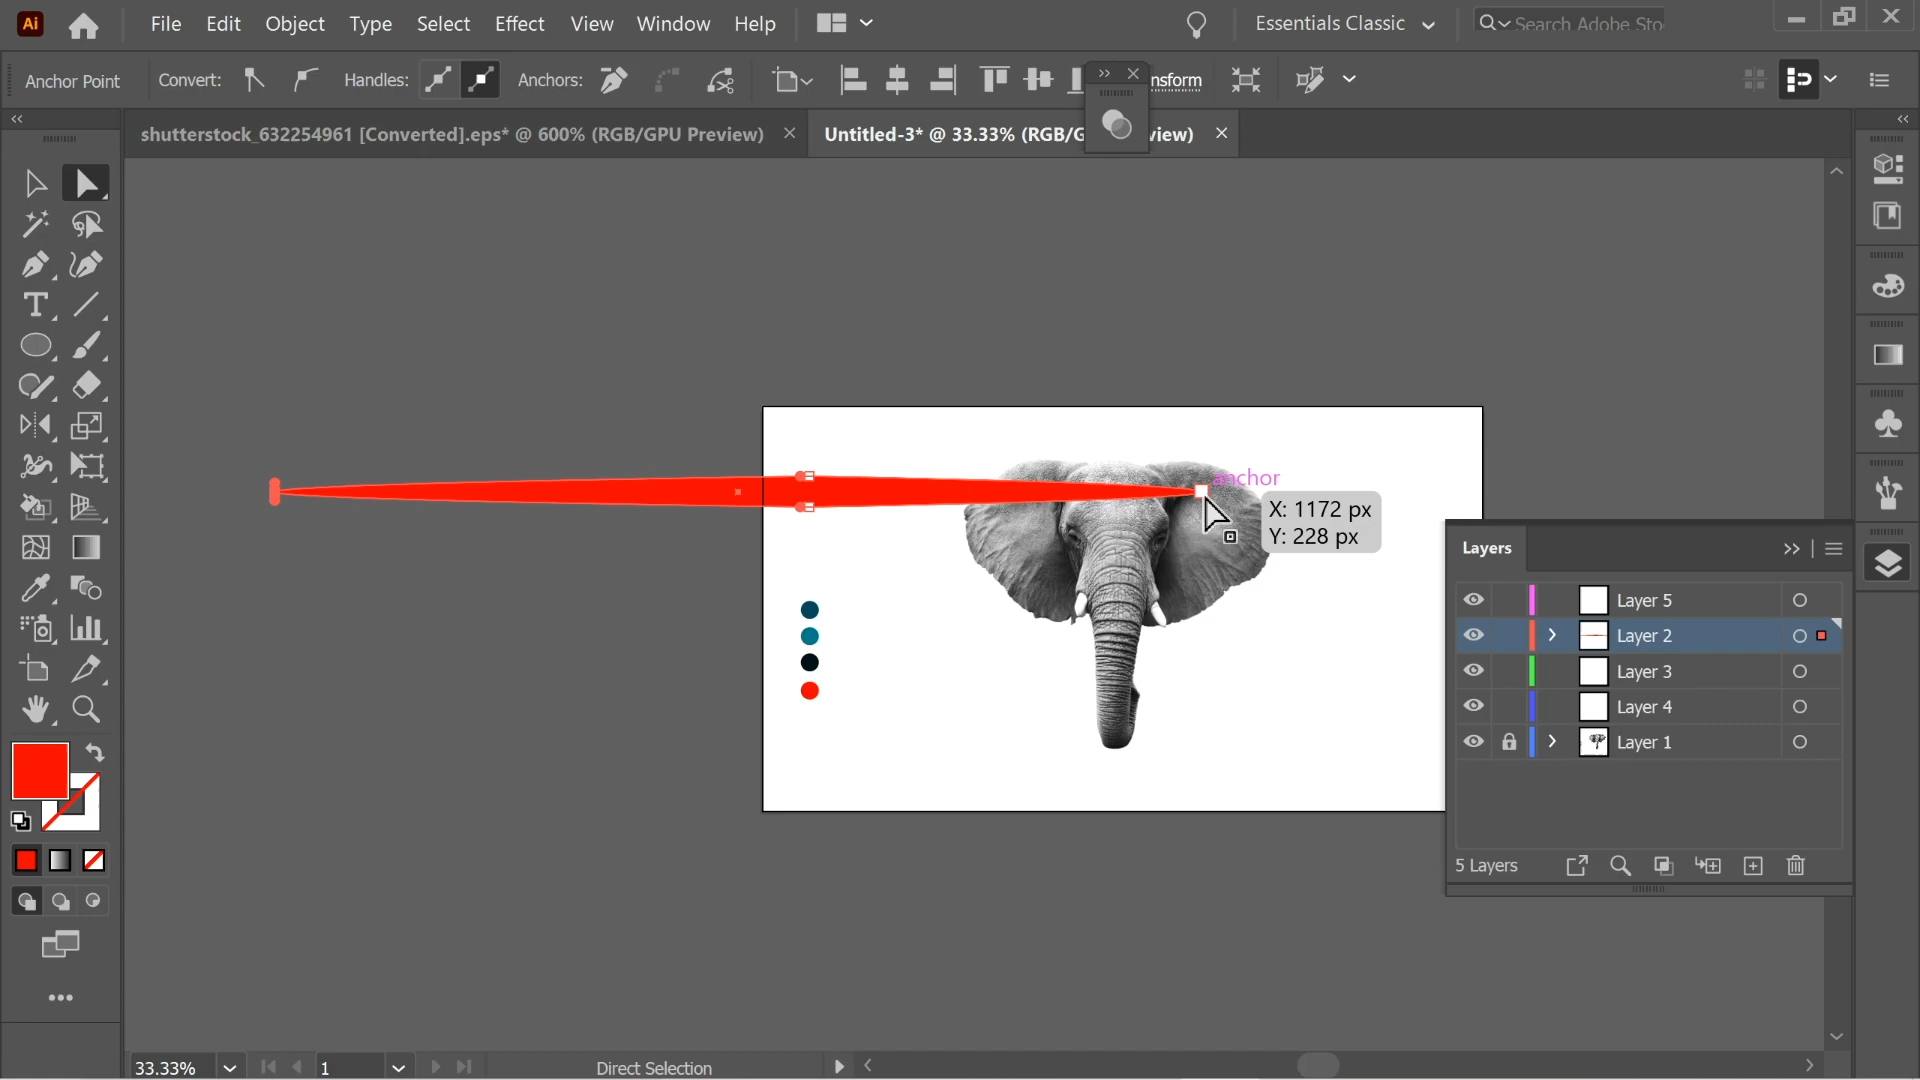 Ai
File Edit Object Type Select Effect View Window Help
Essentials Classic
Search Adobe Sto
Anchor Point
Convert:
Handles:
Anchors:
nsform
shutterstock_632254961 [Converted].eps* @ 600% (RGB/GPU Preview)
Untitled-3* @ 33.33% (RGB/G view)
anchor
X: 1172 px
Y: 228 px
Layers
Layer 5
Layer 2
Layer 3
Layer 4
Layer 1
5 Layers
33.33%
1
Direct Selection